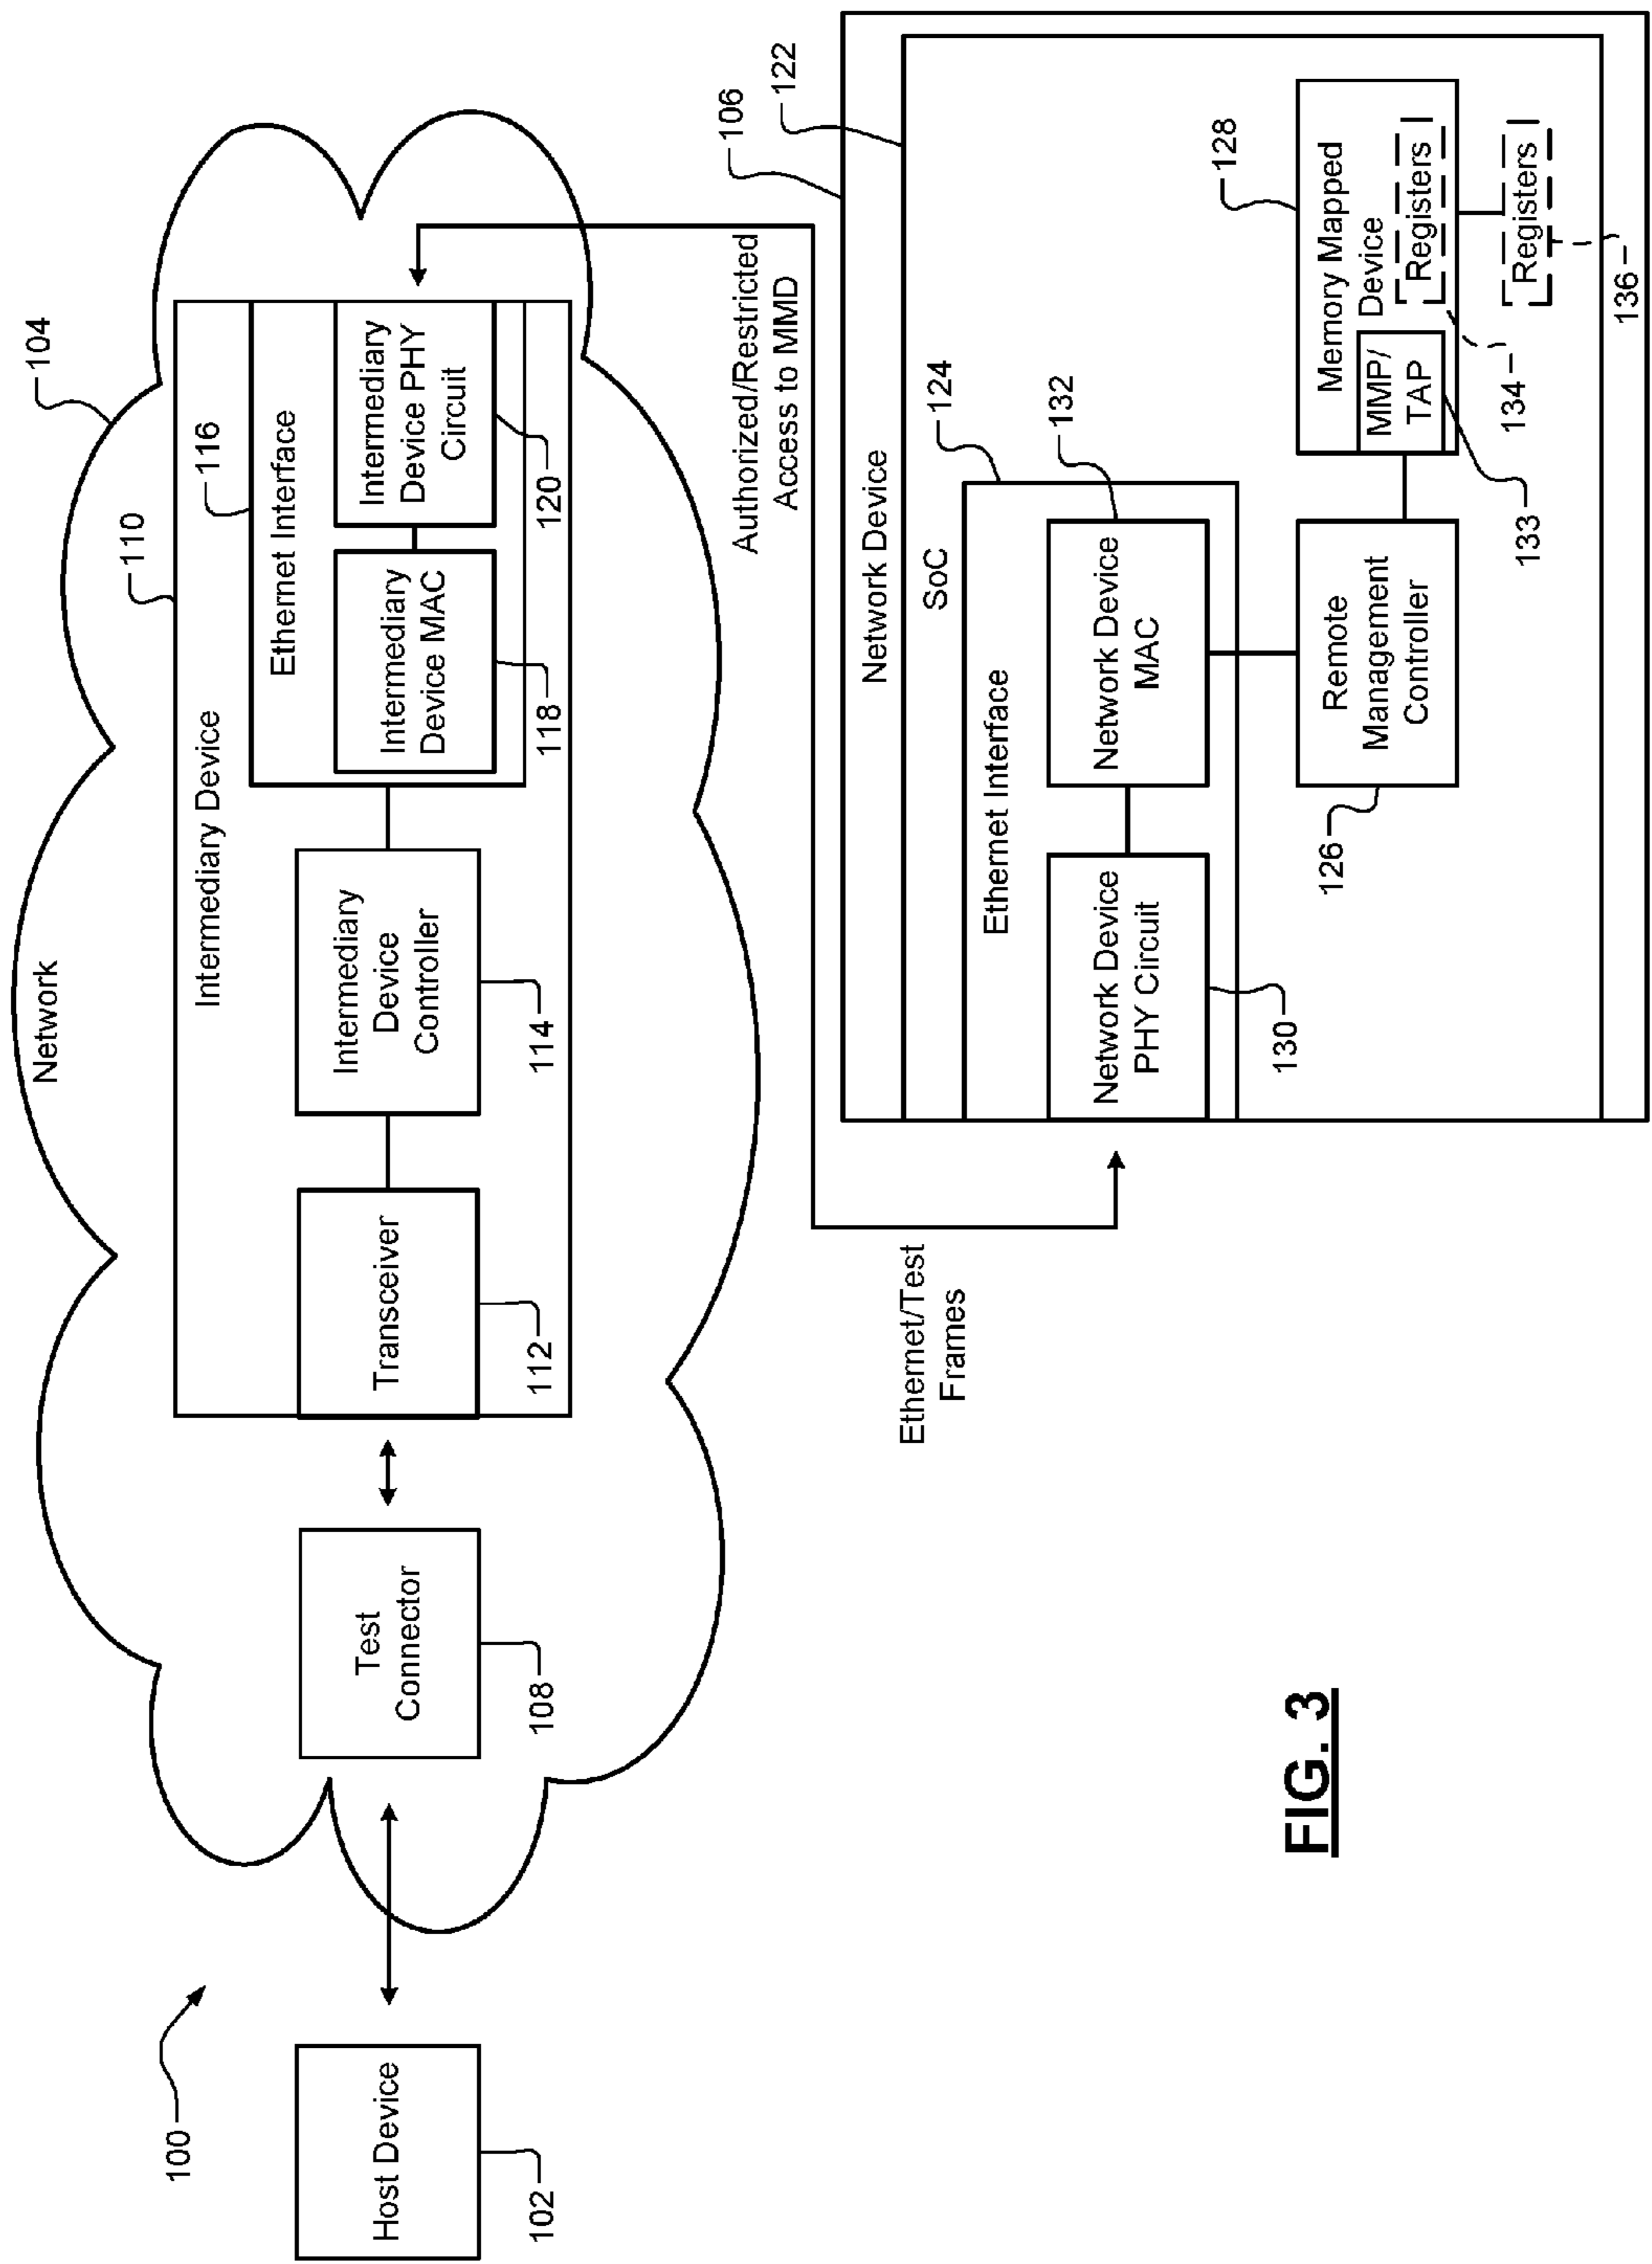 100
Host Device
102
Network
104
Test
Connector
108
Intermediary Device
110
Transceiver
112
Intermediary
Device
Controller
114
Ethernet Interface
116
Intermediary
Device MAC
118
Intermediary
Device PHY
Circuit
120
Authorized/Restricted
Access to MMD
Ethernet/Test
Frames
Network Device
106
SoC
122
Ethernet Interface
124
Network Device
PHY Circuit
130
Network Device
MAC
132
Remote
Management
Controller
126
Memory Mapped
Device
128
MMP/
TAP
133
Registers
134
Registers
136
FIG. 3